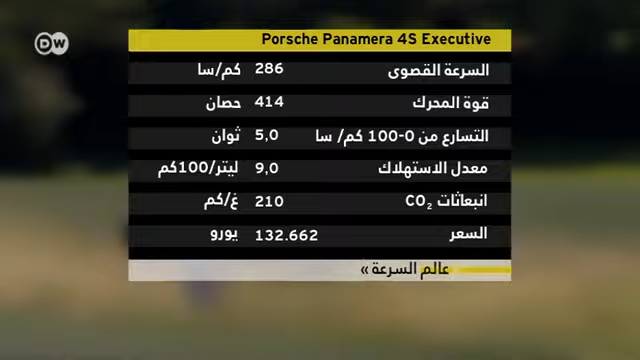 DW
Porsche Panamera 4S Executive
السرعة القصوى 286 كم/سا
قوة المحرك 414 حصان
التسارع من 0-100 كم/ سا 5,0 ثوان
معدل الاستهلاك 9,0 ليتر/100كم
انبعاثات CO₂ 210 غ/كم
السعر 132.662 يورو
عالم السرعة »